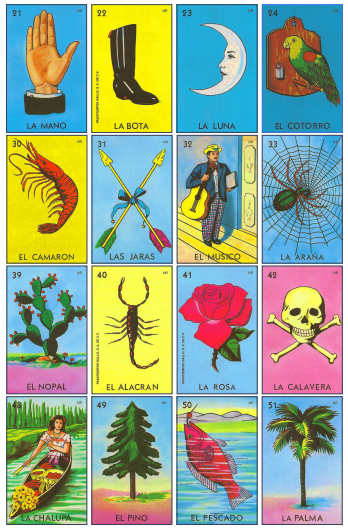 21
LA MANO
22
LA BOTA
23
LA LUNA
24
EL COTORRO
30
EL CAMARON
31
LAS JARAS
32
EL MUSICO
33
LA ARAÑA
39
EL NOPAL
40
EL ALACRAN
41
LA ROSA
42
LA CALAVERA
LA CHALUPA
49
EL PINO
50
EL PESCADO
51
LA PALMA